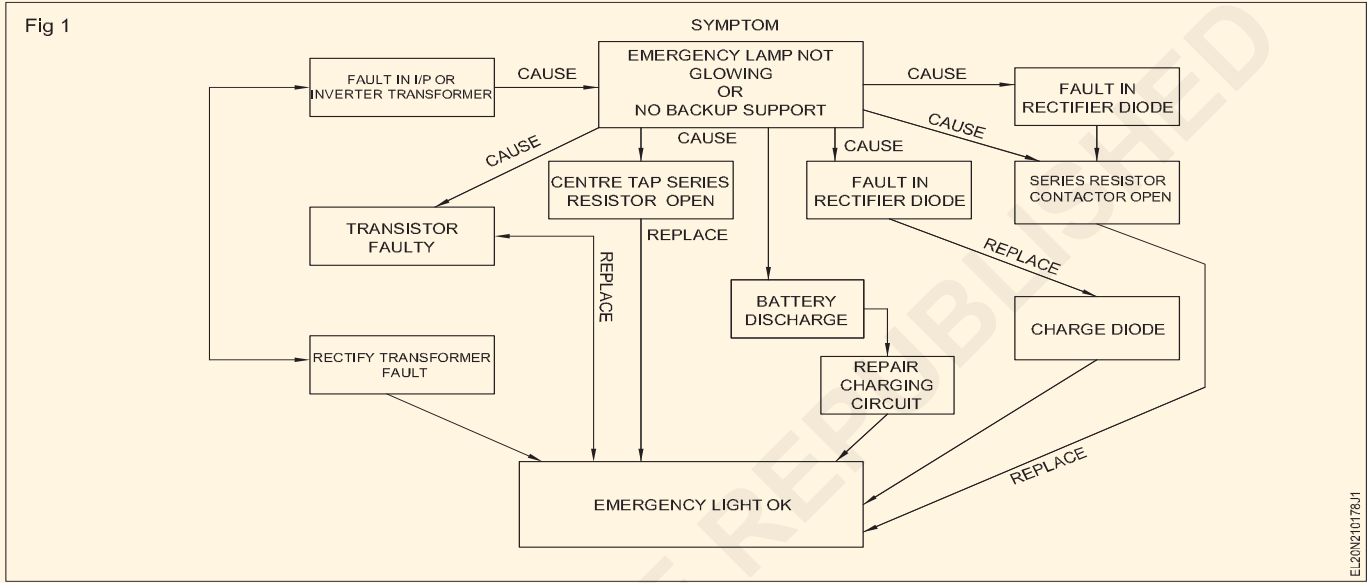 Fig 1
SYMPTOM
EMERGENCY LAMP NOT
GLOWING
OR
NO BACKUP SUPPORT
FAULT IN I/P OR
INVERTER TRANSFORMER
CAUSE
CAUSE
FAULT IN
RECTIFIER DIODE
CAUSE
CAUSE
CAUSE
CAUSE
CENTRE TAP SERIES
RESISTOR OPEN
FAULT IN
RECTIFIER DIODE
SERIES RESISTOR
CONTACTOR OPEN
TRANSISTOR
FAULTY
REPLACE
REPLACE
REPLACE
BATTERY
DISCHARGE
CHARGE DIODE
RECTIFY TRANSFORMER
FAULT
REPAIR
CHARGING
CIRCUIT
REPLACE
EMERGENCY LIGHT OK
EL20N210178J1
REPUBLISHED